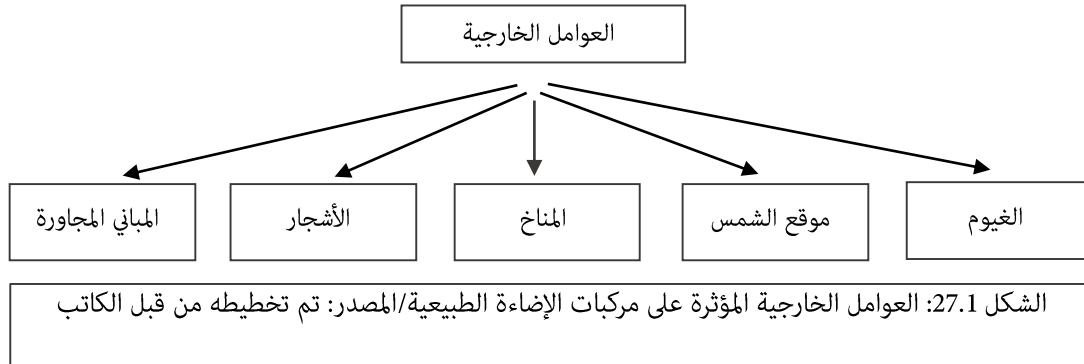 العوامل الخارجية
الغيوم
موقع الشمس
المناخ
الأشجار
المباني المجاورة
الشكل 27.1: العوامل الخارجية المؤثرة على مركبات الإضاءة الطبيعية/المصدر: تم تخطيطه من قبل الكاتب